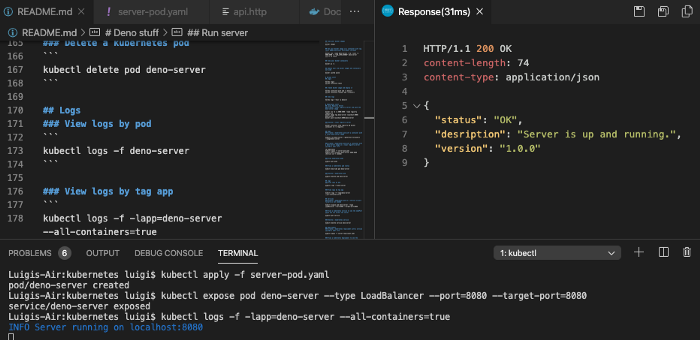 README.md
server-pod.yaml
api.http
Doc
README.md > # Deno stuff > ## Run server
165 ### Delete a kubernetes pod
166 ```
167 kubectl delete pod deno-server
168 ```
169
170 ## Logs
171 ### View logs by pod
172 ```
173 kubectl logs -f deno-server
174 ```
175
176 ### View logs by tag app
177 ```
178 kubectl logs -f -lapp=deno-server
--all-containers=true
Response(31ms)
1 HTTP/1.1 200 OK
2 content-length: 74
3 content-type: application/json
4
5 {
6 "status": "OK",
7 "desription": "Server is up and running.",
8 "version": "1.0.0"
9 }
PROBLEMS 6 OUTPUT DEBUG CONSOLE TERMINAL 1: kubectl
Luigis-Air:kubernetes luigi$ kubectl apply -f server-pod.yaml
pod/deno-server created
Luigis-Air:kubernetes luigi$ kubectl expose pod deno-server --type LoadBalancer --port=8080 --target-port=8080
service/deno-server exposed
Luigis-Air:kubernetes luigi$ kubectl logs -f -lapp=deno-server --all-containers=true
INFO Server running on localhost:8080